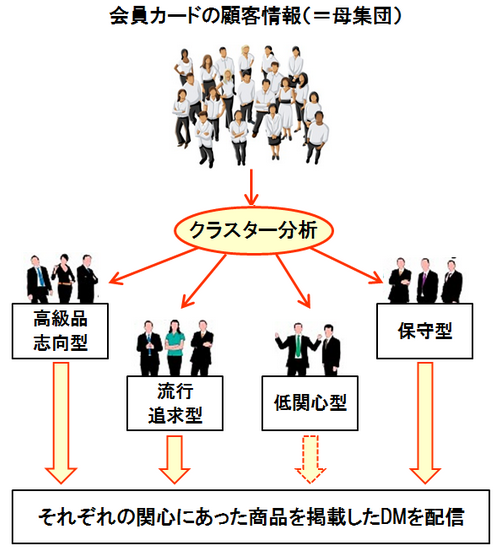 会員カードの顧客情報（＝母集団）
クラスター分析
高級品
志向型
流行
追求型
低関心型
保守型
それぞれの関心にあった商品を掲載したDMを配信